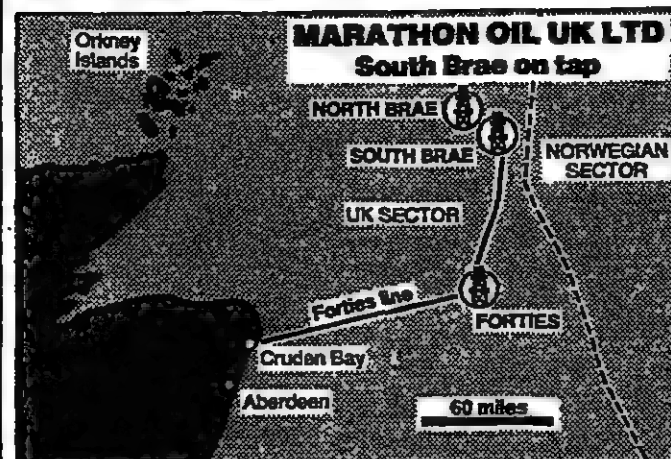 MARATHON OIL UK LTD
South Brae on tap
Orkney
Islands
NORTH BRAE
SOUTH BRAE
NORWEGIAN
SECTOR
UK SECTOR
Forties line
FORTIES
Cruden Bay
Aberdeen
60 miles